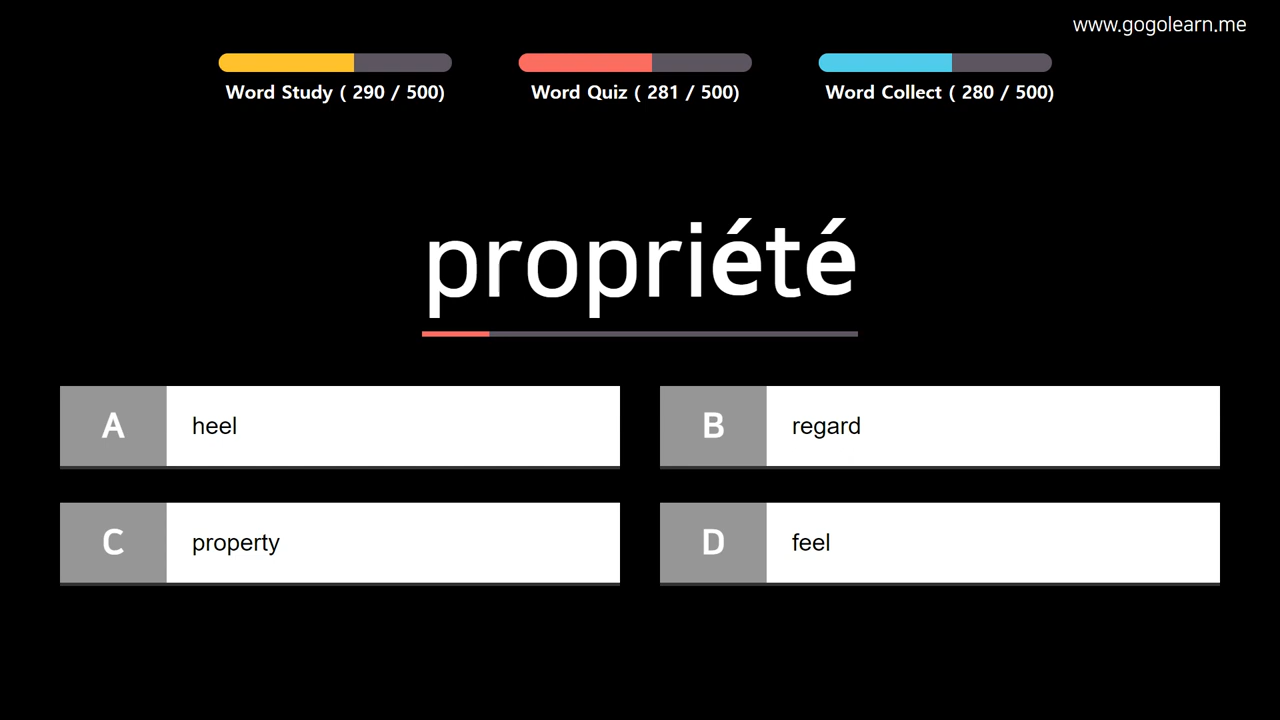 www.gogolearn.me
Word Study ( 290 / 500)
Word Quiz ( 281 / 500)
Word Collect ( 280 / 500)
propriété
A heel
B regard
C property
D feel